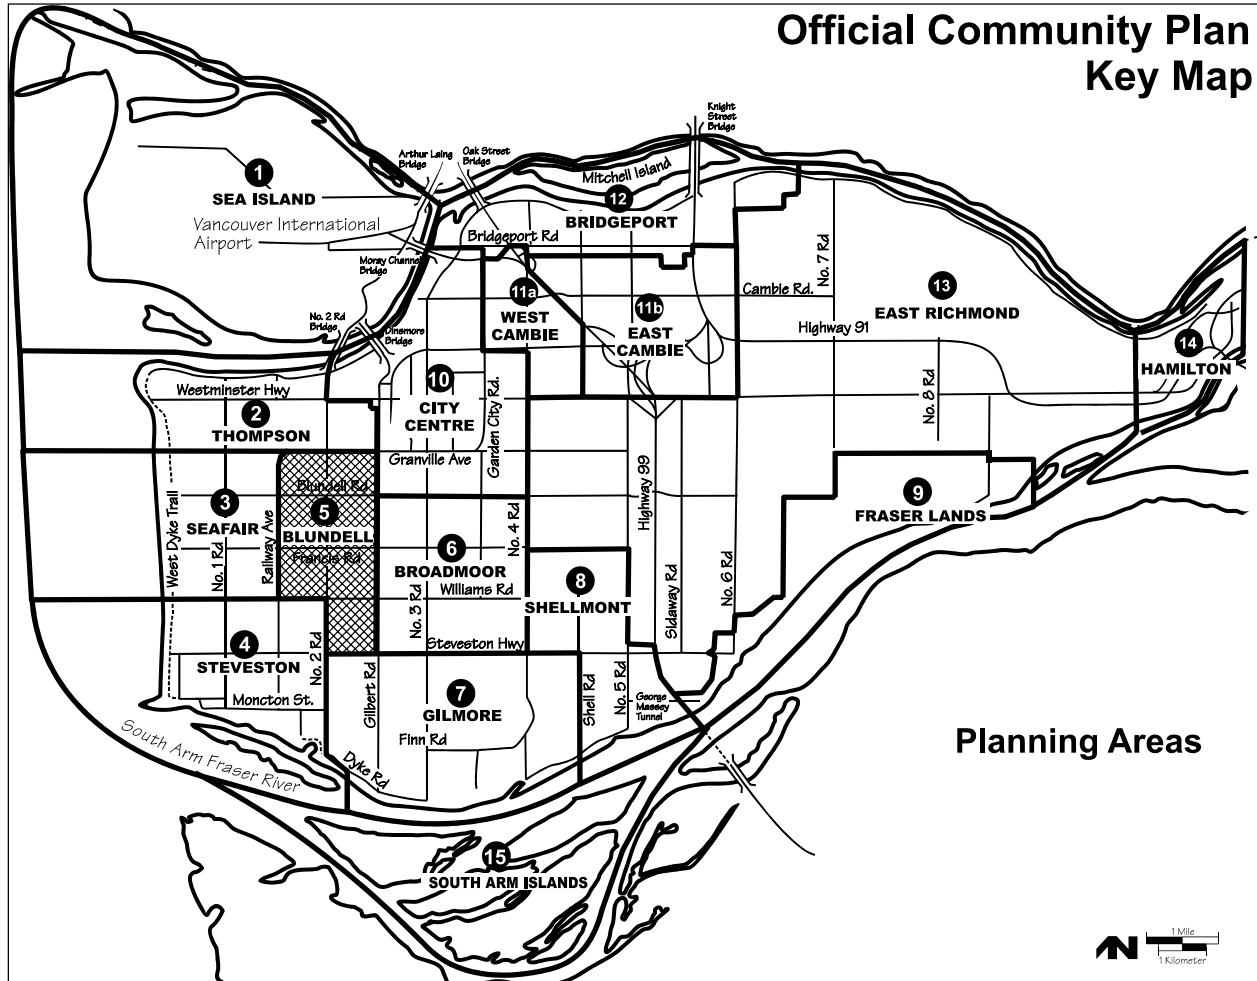 Official Community Plan
Key Map
Knight
Street
Bridge
Arthur Laing
Bridge
Oak Street
Bridge
Mitchell Island
1
SEA ISLAND
12
BRIDGEPORT
Vancouver International
Airport
Bridgeport Rd
No. 7 Rd
Moray Channel
Bridge
11a
WEST
CAMBIE
11b
EAST
CAMBIE
Cambie Rd.
13
EAST RICHMOND
No. 2 Rd
Bridge
Dinsmore
Bridge
Highway 91
14
HAMILTON
Westminster Hwy
10
CITY
CENTRE
Garden City Rd.
No. 8 Rd
2
THOMPSON
Granville Ave
Highway 99
Blundell Rd
West Dyke Trail
3
SEAFAIR
Railway Ave
5
BLUNDELL
9
FRASER LANDS
No. 1 Rd
Francis Rd
6
BROADMOOR
No. 4 Rd
Williams Rd
8
SHELLMONT
No. 3 Rd
Sidaway Rd
No. 6 Rd
4
STEVESTON
No. 2 Rd
Steveston Hwy
Moncton St.
Gilbert Rd
7
GILMORE
Shell Rd
No. 5 Rd
George
Massey
Tunnel
Finn Rd
Dyke Rd
South Arm Fraser River
Planning Areas
15
SOUTH ARM ISLANDS
N
1 Mile
1 Kilometer